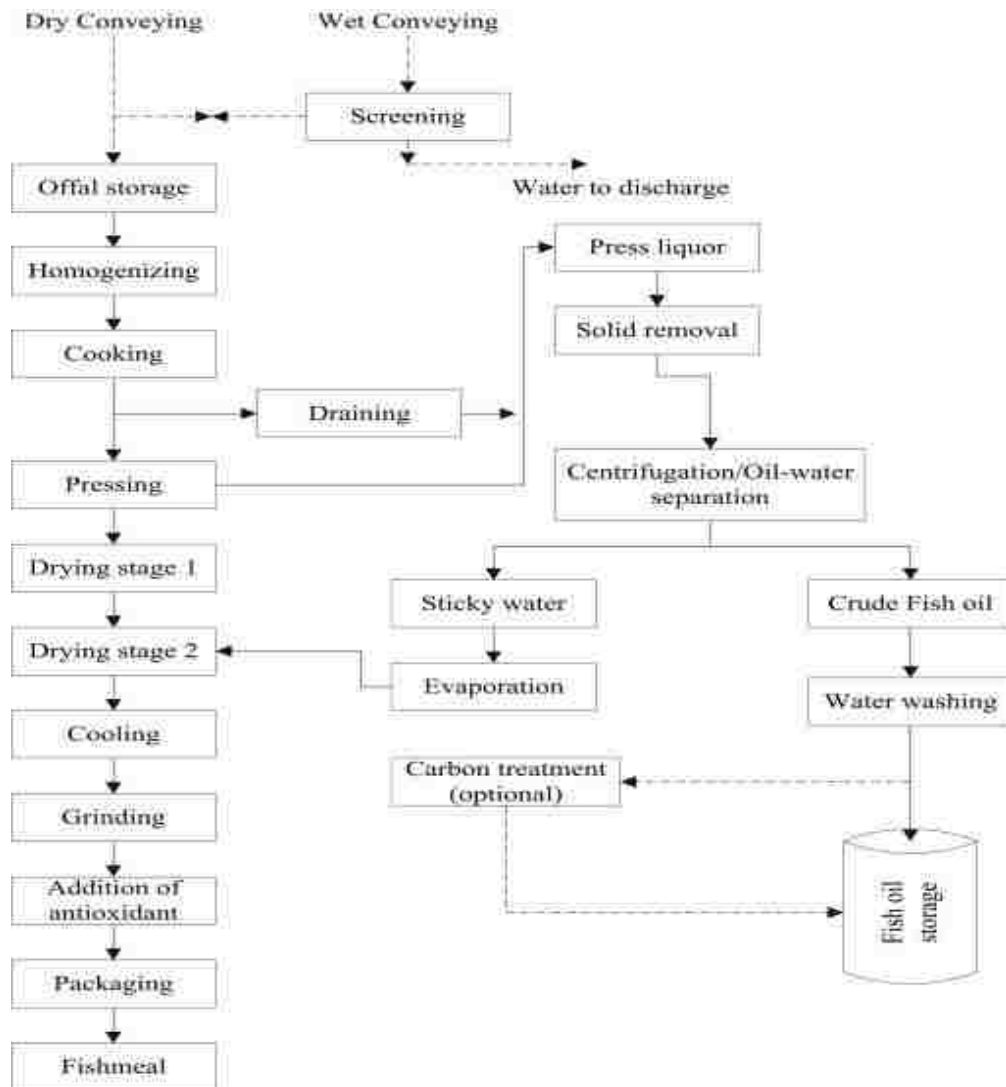 Dry Conveying
Wet Conveying
Screening
Offal storage
Water to discharge
Press liquor
Homogenizing
Solid removal
Cooking
Draining
Centrifugation/Oil-water
separation
Pressing
Drying stage 1
Sticky water
Crude Fish oil
Drying stage 2
Evaporation
Water washing
Cooling
Carbon treatment
(optional)
Grinding
Addition of
antioxidant
Fish oil
storage
Packaging
Fishmeal